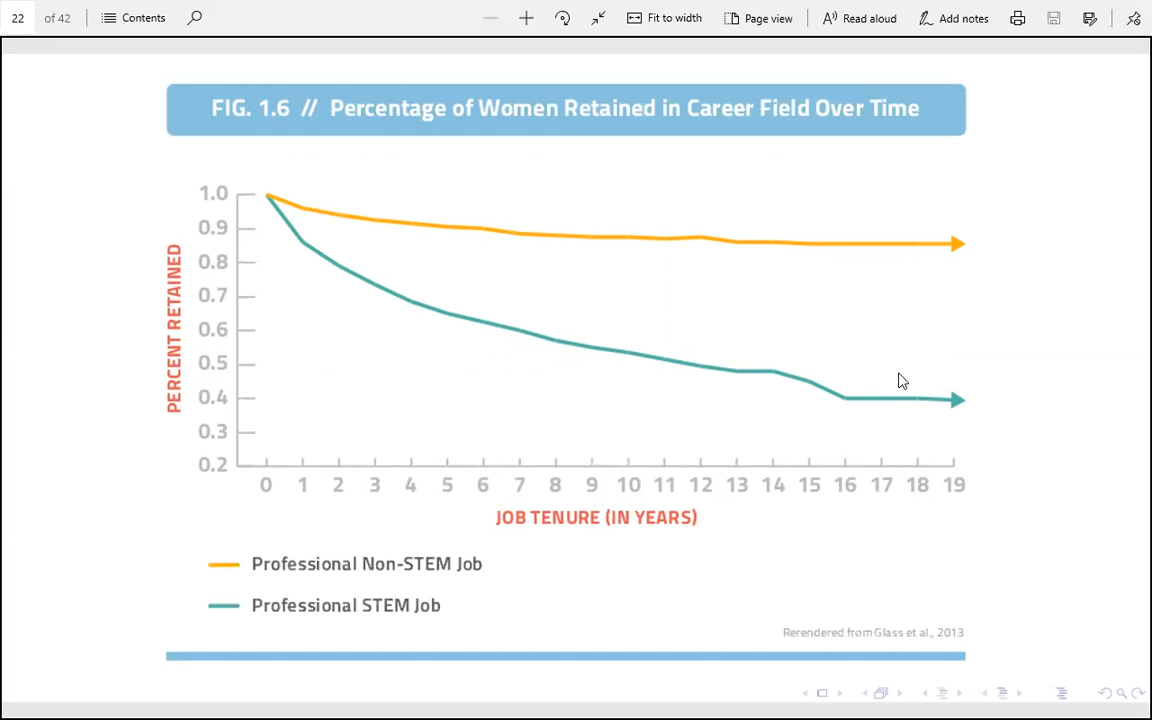 22 of 42 Contents Fit to width Page view Read aloud Add notes
FIG. 1.6 // Percentage of Women Retained in Career Field Over Time
PERCENT RETAINED
1.0
0.9
0.8
0.7
0.6
0.5
0.4
0.3
0.2
0 1 2 3 4 5 6 7 8 9 10 11 12 13 14 15 16 17 18 19
JOB TENURE (IN YEARS)
Professional Non-STEM Job
Professional STEM Job
Rerendered from Glass et al., 2013